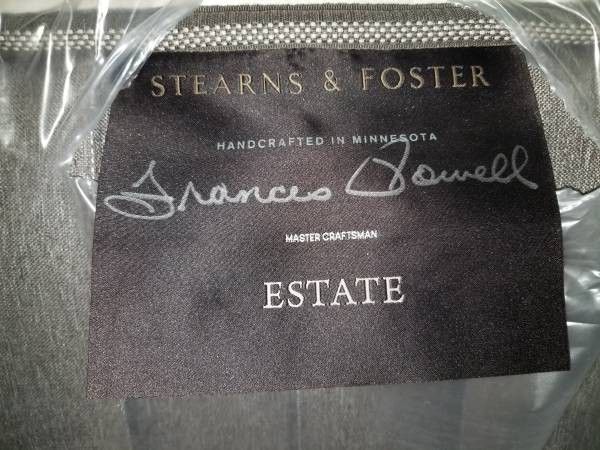 STEARNS & FOSTER
HANDCRAFTED IN MINNESOTA
Frances Powell
MASTER CRAFTSMAN
ESTATE